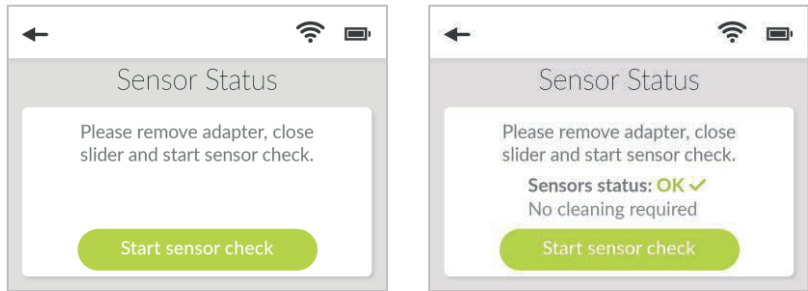 Sensor Status
Please remove adapter, close
slider and start sensor check.
Start sensor check
Sensor Status
Please remove adapter, close
slider and start sensor check.
Sensors status: OK ✓
No cleaning required
Start sensor check